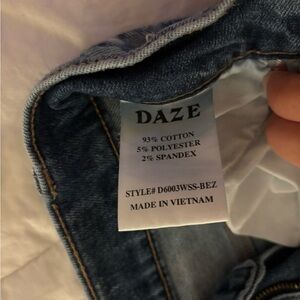 DAZE
93% COTTON
5% POLYESTER
2% SPANDEX
STYLE# D6003WSS-BEZ
MADE IN VIETNAM